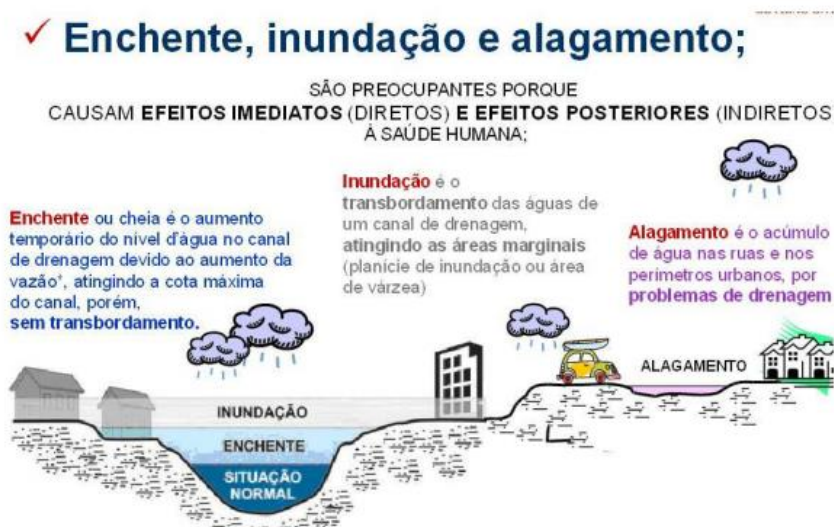 ✓ Enchente, inundação e alagamento;
SÃO PREOCUPANTES PORQUE
CAUSAM EFEITOS IMEDIATOS (DIRETOS) E EFEITOS POSTERIORES (INDIRETOS
À SAÚDE HUMANA;
Enchente ou cheia é o aumento
temporário do nível d'água no canal
de drenagem devido ao aumento da
vazão+, atingindo a cota máxima
do canal, porém,
sem transbordamento.
Inundação é o
transbordamento das águas de
um canal de drenagem,
atingindo as áreas marginais
(planície de inundação ou área
de várzea)
Alagamento é o acúmulo
de água nas ruas e nos
perímetros urbanos, por
problemas de drenagem
INUNDAÇÃO
ENCHENTE
SITUAÇÃO
NORMAL
ALAGAMENTO